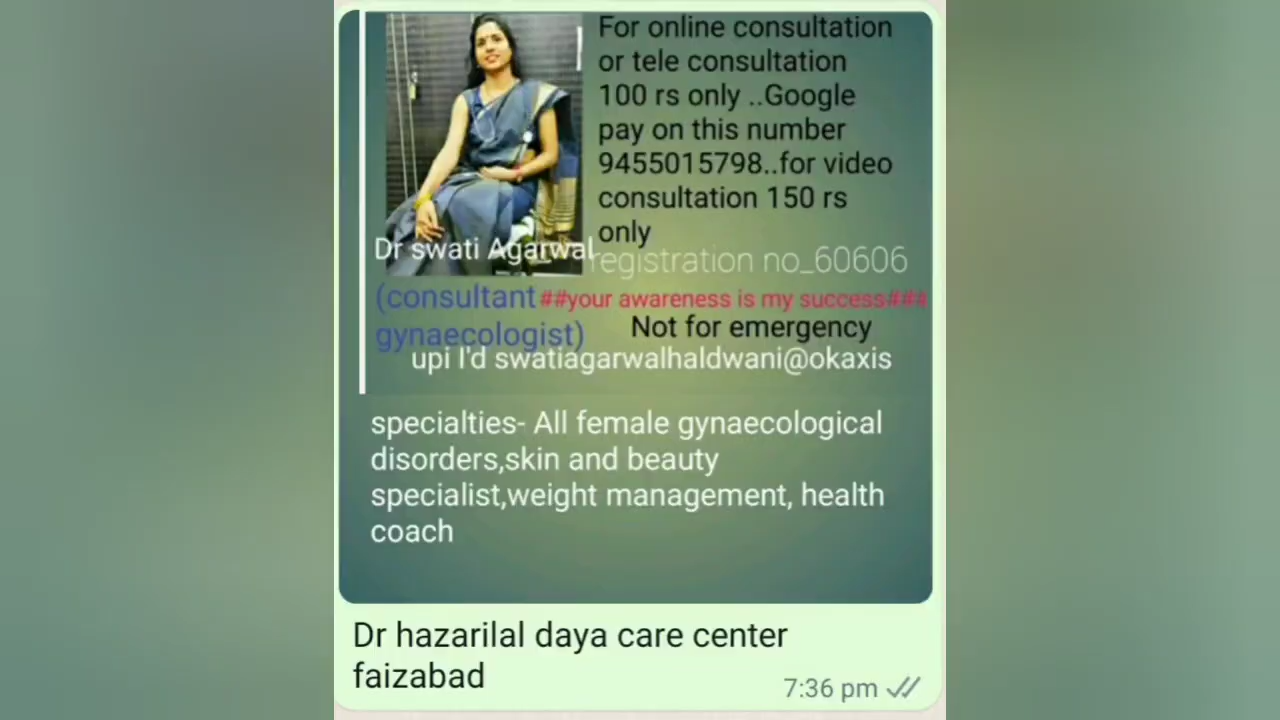 For online consultation
or tele consultation
100 rs only ..Google
pay on this number
9455015798..for video
consultation 150 rs
only
Dr swati Agarwal
registration no_60606
(consultant
gynaecologist)
##your awareness is my success###
Not for emergency
upi I'd swatiagarwalhaldwani@okaxis
specialties- All female gynaecological
disorders,skin and beauty
specialist,weight management, health
coach
Dr hazarilal daya care center
faizabad
7:36 pm